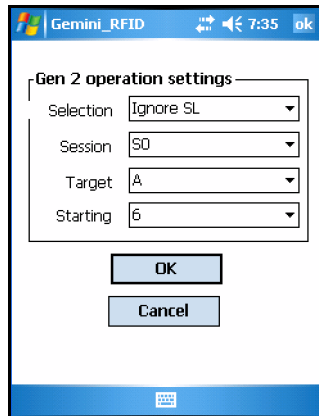 Gemini_RFID 7:35 ok
Gen 2 operation settings
Selection Ignore SL
Session S0
Target A
Starting 6
OK
Cancel